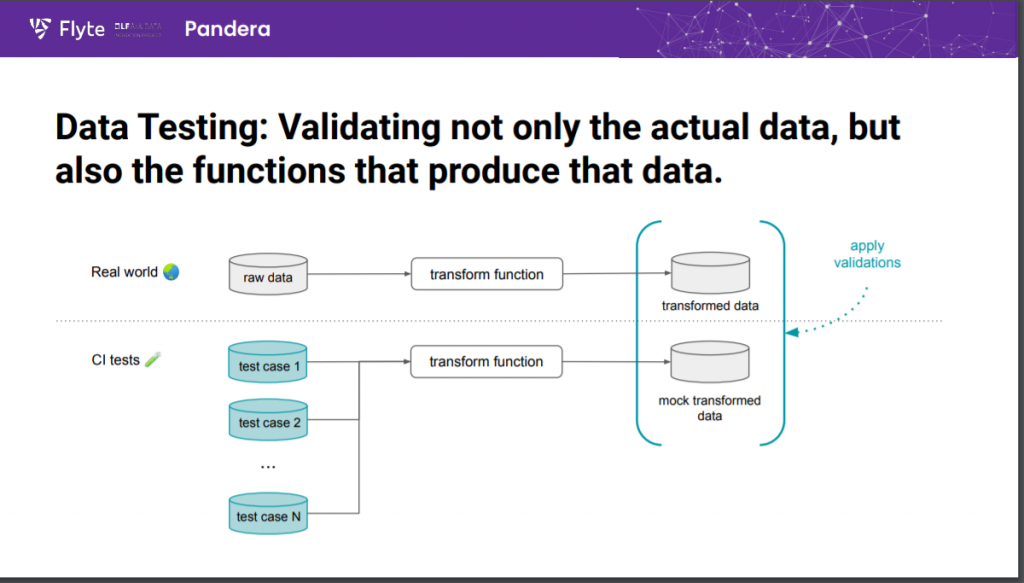 Flyte
Pandera
Data Testing: Validating not only the actual data, but
also the functions that produce that data.
Real world
raw data
transform function
transformed data
apply
validations
CI tests
test case 1
transform function
mock transformed
data
test case 2
...
test case N